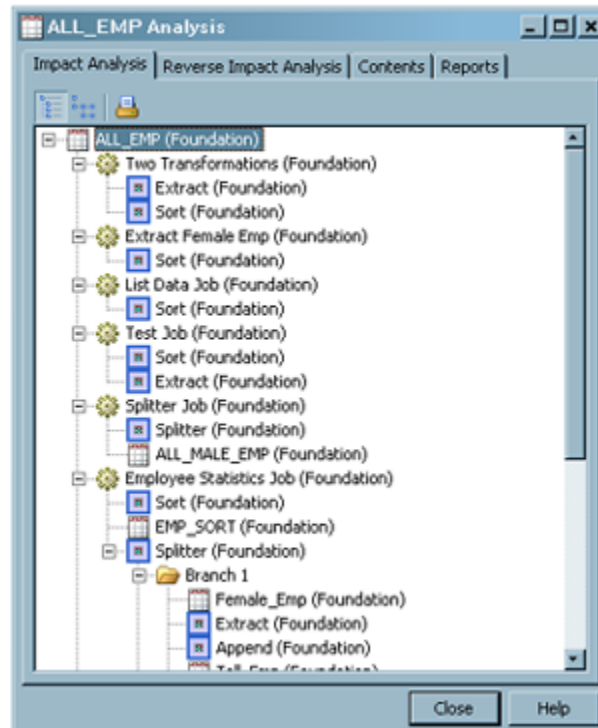 ALL_EMP Analysis
Impact Analysis Reverse Impact Analysis Contents Reports
ALL_EMP (Foundation)
Two Transformations (Foundation)
Extract (Foundation)
Sort (Foundation)
Extract Female Emp (Foundation)
Sort (Foundation)
List Data Job (Foundation)
Sort (Foundation)
Test Job (Foundation)
Sort (Foundation)
Extract (Foundation)
Splitter Job (Foundation)
Splitter (Foundation)
ALL_MALE_EMP (Foundation)
Employee Statistics Job (Foundation)
Sort (Foundation)
EMP_SORT (Foundation)
Splitter (Foundation)
Branch 1
Female_Emp (Foundation)
Extract (Foundation)
Append (Foundation)
Close Help